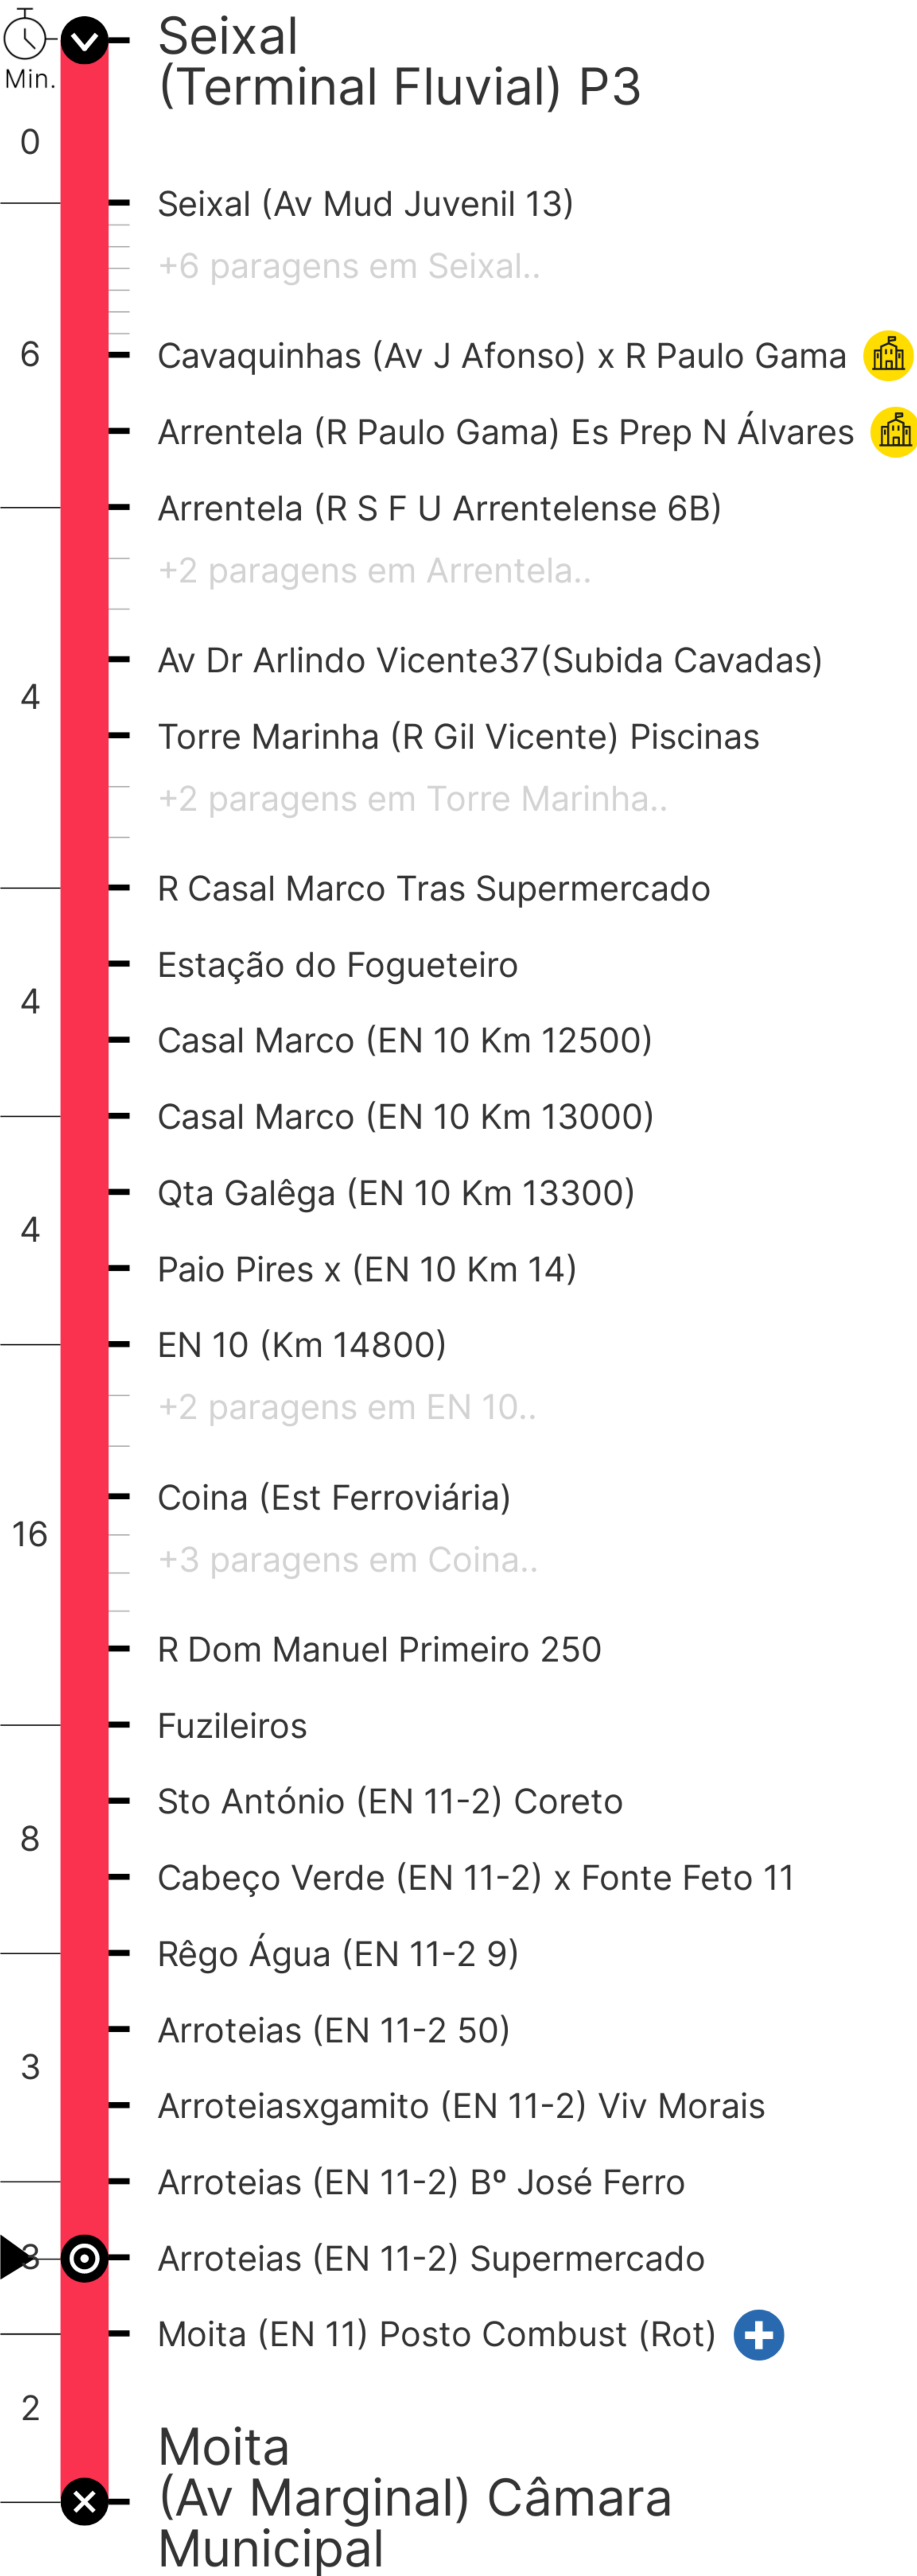 Seixal
(Terminal Fluvial) P3
Min.
0
Seixal (Av Mud Juvenil 13)
+6 paragens em Seixal..
6
Cavaquinhas (Av J Afonso) x R Paulo Gama
Arrentela (R Paulo Gama) Es Prep N Álvares
Arrentela (R S F U Arrentelense 6B)
+2 paragens em Arrentela..
Av Dr Arlindo Vicente37(Subida Cavadas)
4
Torre Marinha (R Gil Vicente) Piscinas
+2 paragens em Torre Marinha..
R Casal Marco Tras Supermercado
Estação do Fogueteiro
4
Casal Marco (EN 10 Km 12500)
Casal Marco (EN 10 Km 13000)
Qta Galêga (EN 10 Km 13300)
4
Paio Pires x (EN 10 Km 14)
EN 10 (Km 14800)
+2 paragens em EN 10..
Coina (Est Ferroviária)
16
+3 paragens em Coina..
R Dom Manuel Primeiro 250
Fuzileiros
Sto António (EN 11-2) Coreto
8
Cabeço Verde (EN 11-2) x Fonte Feto 11
Rêgo Água (EN 11-2 9)
Arroteias (EN 11-2 50)
3
Arroteiasxgamito (EN 11-2) Viv Morais
Arroteias (EN 11-2) Bº José Ferro
3
Arroteias (EN 11-2) Supermercado
Moita (EN 11) Posto Combust (Rot)
2
Moita
(Av Marginal) Câmara
Municipal